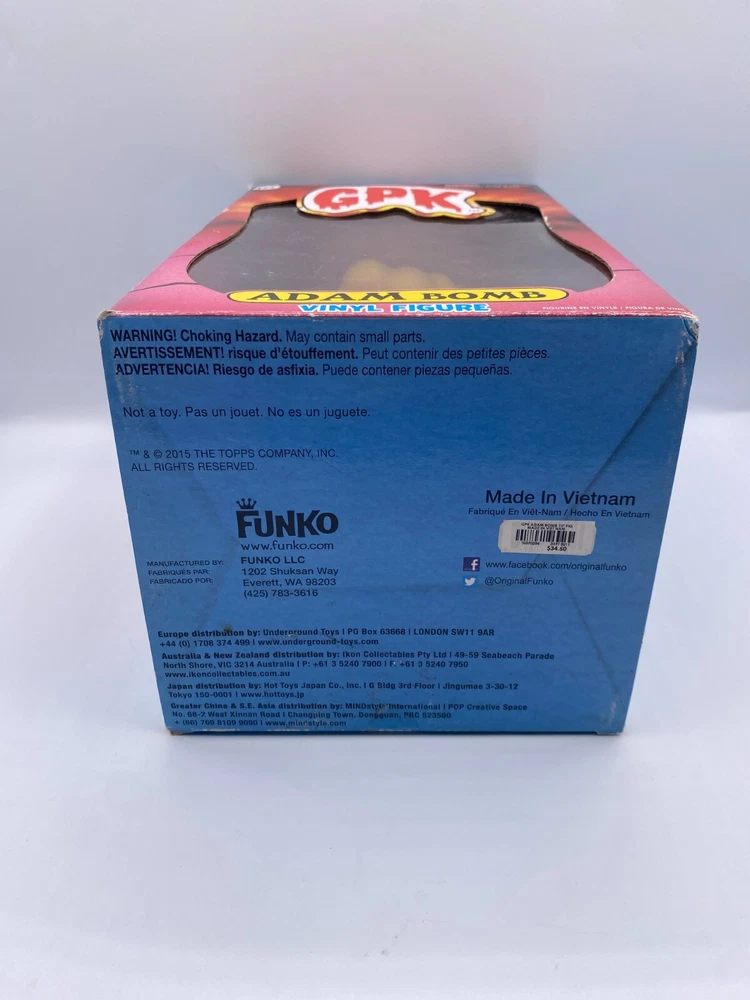 GPK
ADAM BOMB
VINYL FIGURE
WARNING! Choking Hazard. May contain small parts.
AVERTISSEMENT! risque d'étouffement. Peut contenir des petites pièces.
ADVERTENCIA! Riesgo de asfixia. Puede contener piezas pequeñas.
Not a toy. Pas un jouet. No es un juguete.
™ & © 2015 THE TOPPS COMPANY, INC.
ALL RIGHTS RESERVED.
FUNKO
www.funko.com
MANUFACTURED BY:
FABRIQUÉS PAR:
FABRICADO POR:
FUNKO LLC
1202 Shuksan Way
Everett, WA 98203
(425) 783-3616
Made In Vietnam
Fabriqué En Viêt-Nam / Hecho En Vietnam
MADE IN VIETNAM
$34.50
www.facebook.com/originalfunko
@OriginalFunko
Europe distribution by: Underground Toys I PO Box 63668 I LONDON SW11 9AR
+44 (0) 1708 374 499 I www.underground-toys.com
Australia & New Zealand distribution by: Ikon Collectables Pty Ltd I 49-59 Seabeach Parade
North Shore, VIC 3214 Australia I P: +61 3 5240 7900 I F: +61 3 5240 7950
www.ikoncollectables.com.au
Japan distribution by: Hot Toys Japan Co., Inc. I G Bldg 3rd Floor I Jingumae 3-30-12
Tokyo 150-0001 I www.hottoys.jp
Greater China & S.E. Asia distribution by: MINDstyle International I POP Creative Space
No. 66-2 West Xinnan Road I Changping Town, Dongguan, PRC 523580
+ (86) 769 8109 9090 I www.mindstyle.com